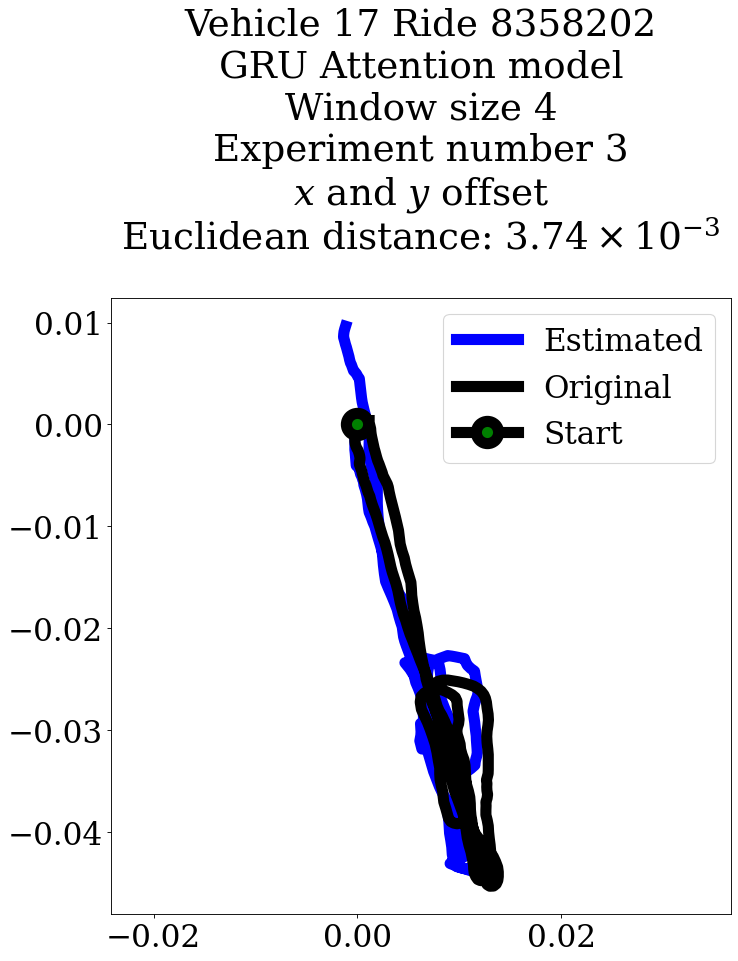 Vehicle 17 Ride 8358202
GRU Attention model
Window size 4
Experiment number 3
x and y offset
Euclidean distance: 3.74 × 10⁻³
Estimated
Original
Start
0.01
0.00
−0.01
−0.02
−0.03
−0.04
−0.02 0.00 0.02